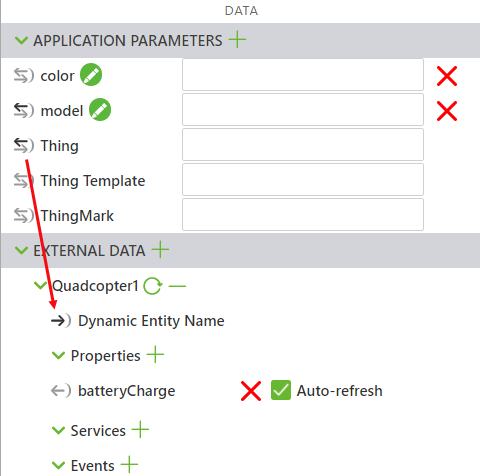 DATA
APPLICATION PARAMETERS
color
model
Thing
Thing Template
ThingMark
EXTERNAL DATA
Quadcopter1
Dynamic Entity Name
Properties
batteryCharge Auto-refresh
Services
Events